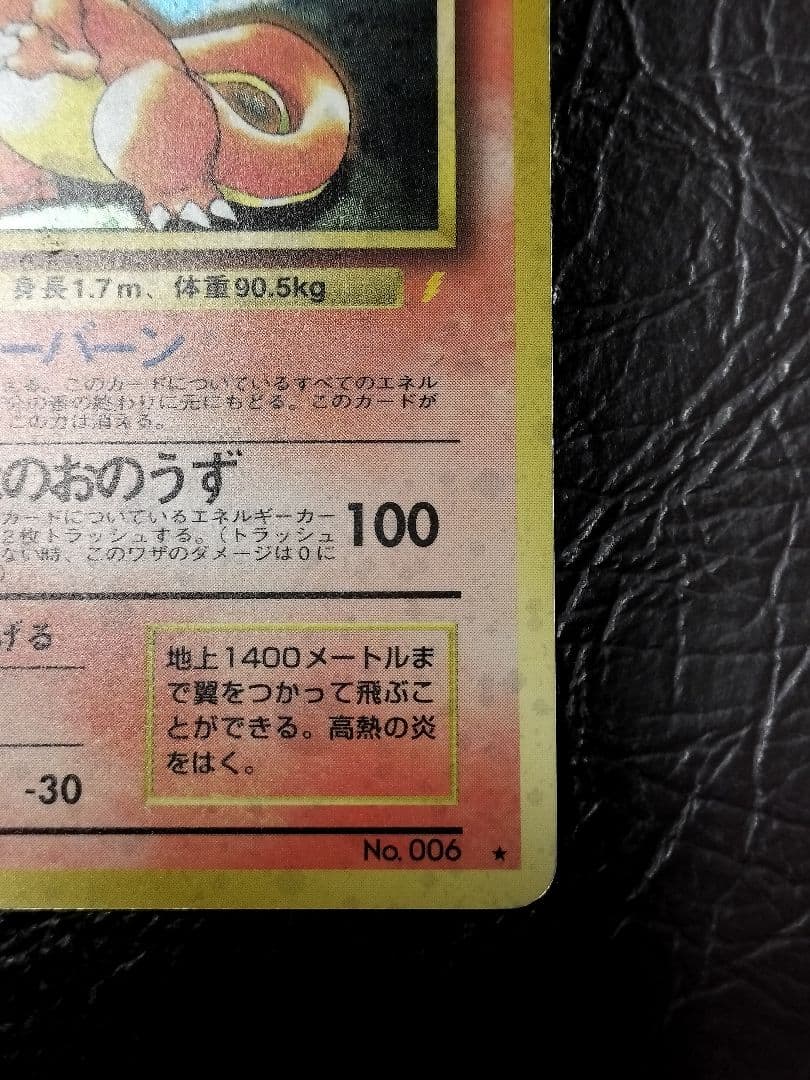 身長1.7m、体重90.5kg
ーバーン
える。このカードについているすべてのエネル
の番の終わりに元にもどる。このカードが
この力は消える。
のおのうず
カードについているエネルギーカー
2枚トラッシュする。(トラッシュ
ない時、このワザのダメージは0に
)
100
げる
地上1400メートルま
で翼をつかって飛ぶこ
とができる。高熱の炎
をはく。
-30
No. 006 ★